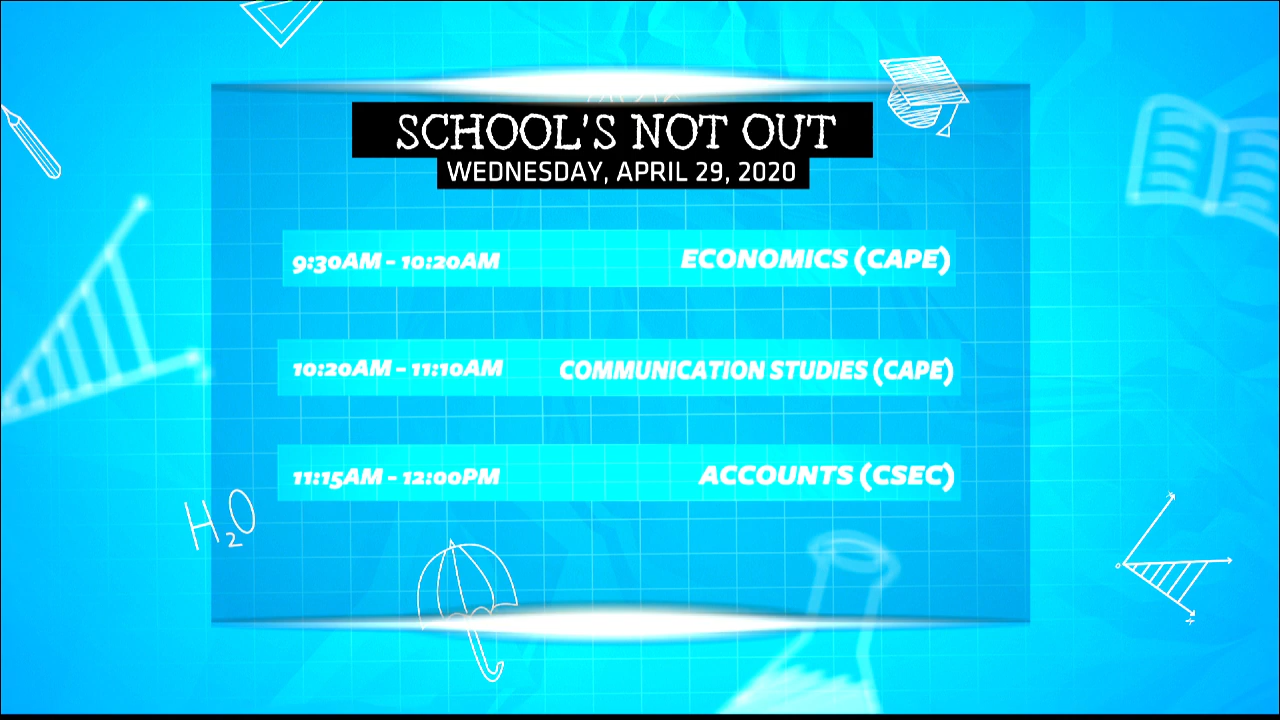 SCHOOL'S NOT OUT
WEDNESDAY, APRIL 29, 2020
9:30AM - 10:20AM ECONOMICS (CAPE)
10:20AM - 11:10AM COMMUNICATION STUDIES (CAPE)
11:15AM - 12:00PM ACCOUNTS (CSEC)
H₂O